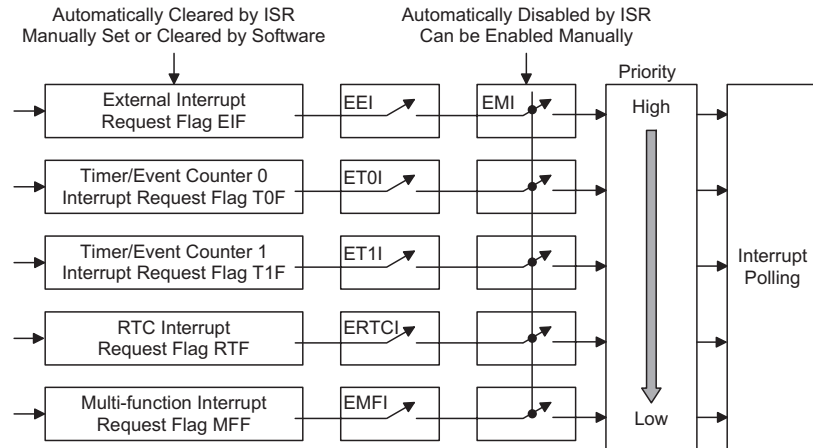 Automatically Cleared by ISR
Manually Set or Cleared by Software
Automatically Disabled by ISR
Can be Enabled Manually
Priority
External Interrupt
Request Flag EIF
EEI
EMI
High
Timer/Event Counter 0
Interrupt Request Flag T0F
ET0I
Timer/Event Counter 1
Interrupt Request Flag T1F
ET1I
Interrupt
Polling
RTC Interrupt
Request Flag RTF
ERTCI
Multi-function Interrupt
Request Flag MFF
EMFI
Low